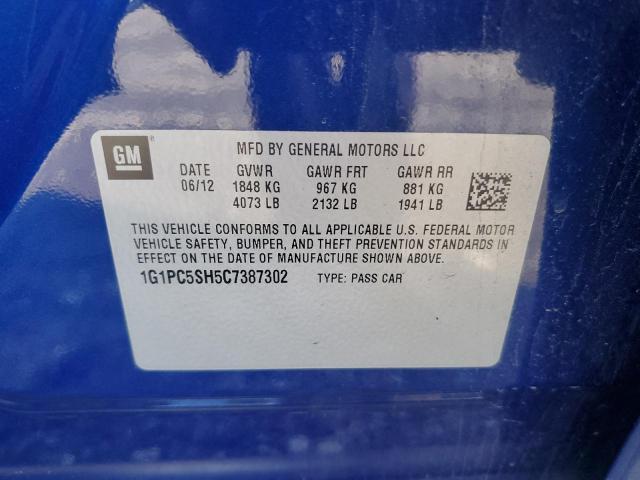 GM
®
MFD BY GENERAL MOTORS LLC
DATE GVWR GAWR FRT GAWR RR
06/12 1848 KG 967 KG 881 KG
4073 LB 2132 LB 1941 LB
THIS VEHICLE CONFORMS TO ALL APPLICABLE U.S. FEDERAL MOTOR
VEHICLE SAFETY, BUMPER, AND THEFT PREVENTION STANDARDS IN
EFFECT ON THE DATE OF MANUFACTURE SHOWN ABOVE.
1G1PC5SH5C7387302 TYPE: PASS CAR